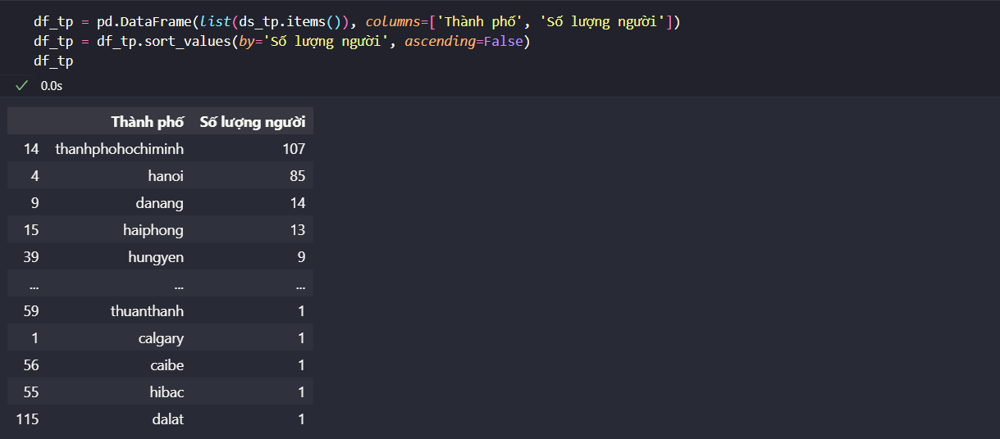 df_tp = pd.DataFrame(list(ds_tp.items()), columns=['Thành phố', 'Số lượng người'])
df_tp = df_tp.sort_values(by='Số lượng người', ascending=False)
df_tp
0.0s
Thành phố Số lượng người
14 thanhphohochiminh 107
4 hanoi 85
9 danang 14
15 haiphong 13
39 hungyen 9
... ... ...
59 thuanthanh 1
1 calgary 1
56 caibe 1
55 hibac 1
115 dalat 1